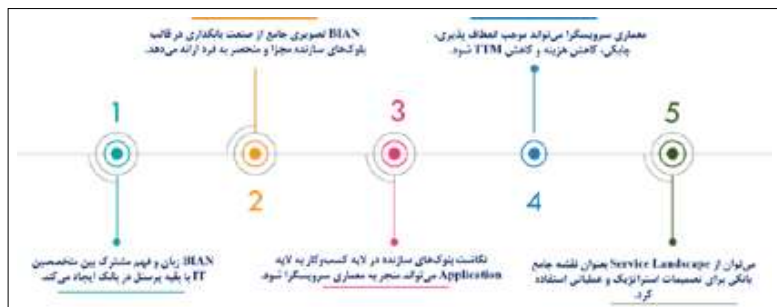 1
BIAN زبان و فهم مشترک بین متخصصین
IT با بقیه پرسنل در بانک ایجاد می‌کند.
2
BIAN تصویری جامع از صنعت بانکداری در قالب
بلوک‌های سازنده مجزا و منحصر به فرد ارائه می‌دهد.
3
نگاشت بلوک‌های سازنده در لایه کسب‌وکار به لایه
Application می‌تواند منجر به معماری سرویسگرا شود.
4
معماری سرویسگرا می‌تواند موجب انعطاف پذیری،
چابکی، کاهش هزینه و کاهش TTM شود.
5
می‌توان از Service Landscape بعنوان نقشه جامع
بانکی برای تصمیمات استراتژیک و عملیاتی استفاده
کرد.